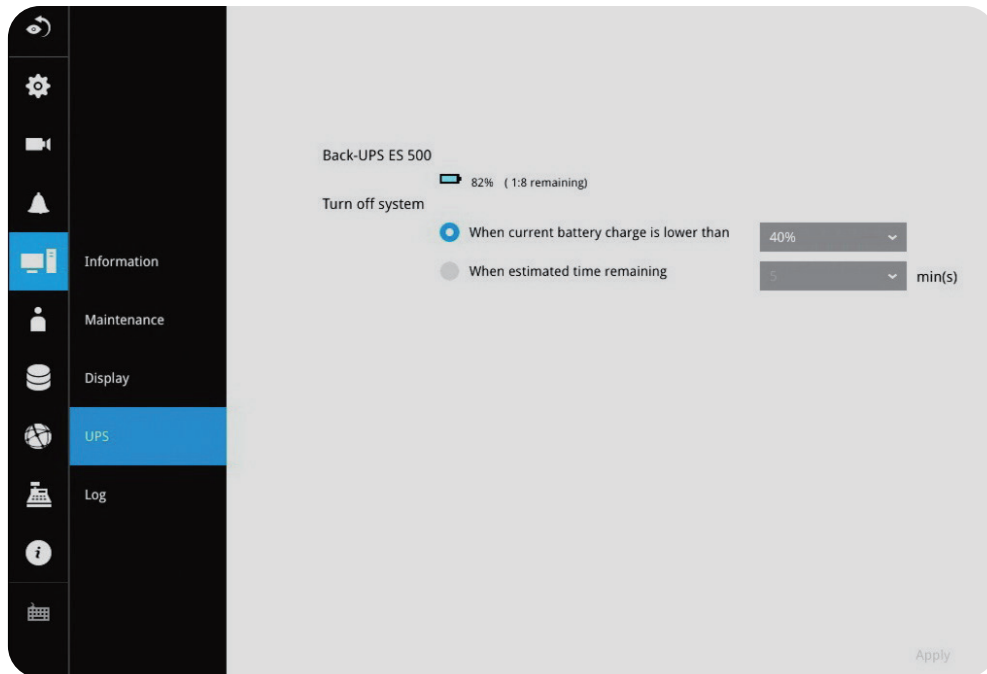 Back-UPS ES 500
82% ( 1:8 remaining)
Turn off system
When current battery charge is lower than 40%
When estimated time remaining 5 min(s)
Information
Maintenance
Display
UPS
Log
Apply